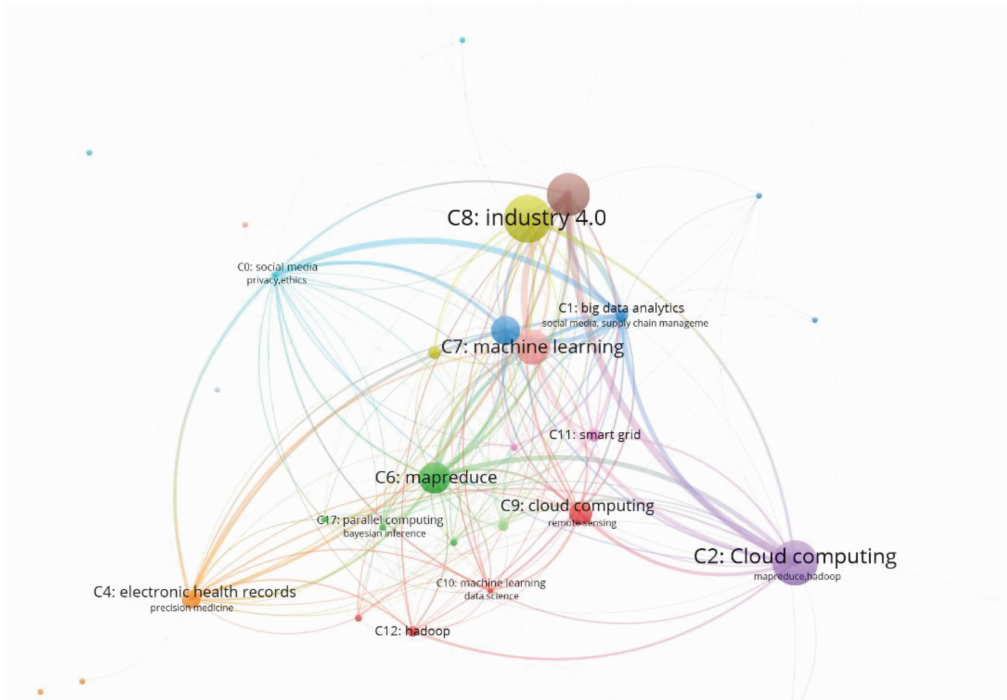 C8: industry 4.0
C0: social media
privacy,ethics
C1: big data analytics
social media, supply chain manageme
C7: machine learning
C11: smart grid
C6: mapreduce
C9: cloud computing
remote sensing
C17: parallel computing
bayesian inference
C2: Cloud computing
mapreduce,hadoop
C10: machine learning
data science
C4: electronic health records
precision medicine
C12: hadoop